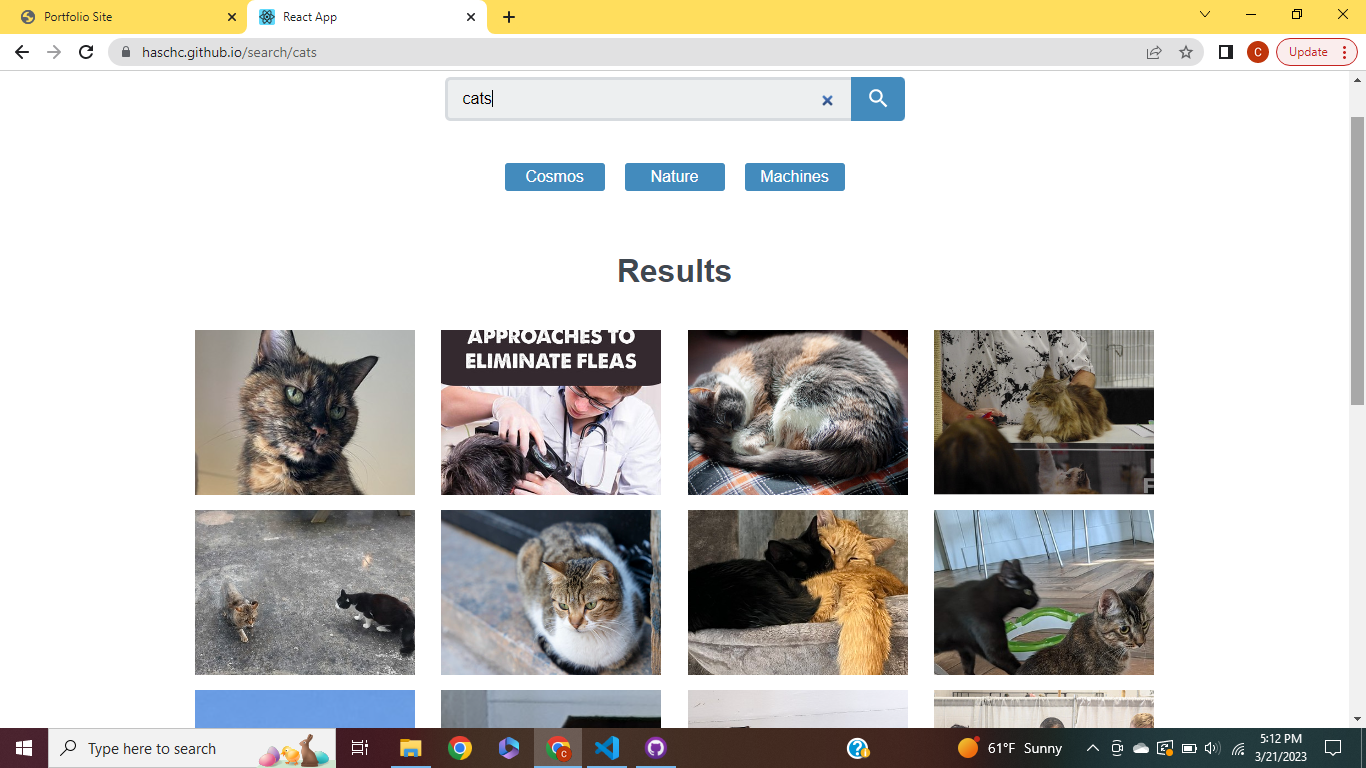 Portfolio Site
React App
haschc.github.io/search/cats
C
Update
cats
Cosmos
Nature
Machines
Results
APPROACHES TO
ELIMINATE FLEAS
Type here to search
C
61°F Sunny
5:12 PM
3/21/2023